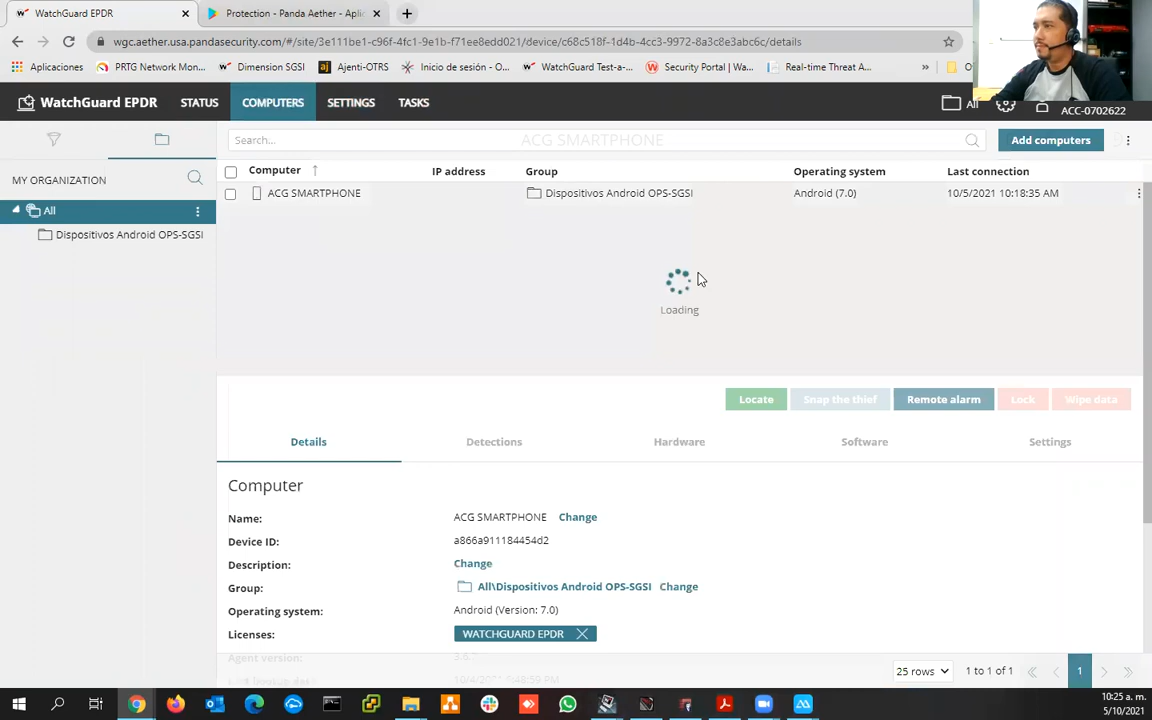 WatchGuard EPDR
Protection - Panda Aether - Aplic
wgc.aether.usa.pandasecurity.com/#/site/3e111be1-c96f-4fc1-9e1b-f71ee8edd021/device/c68c518f-1d4b-4cc3-9972-8a3c8e3abc6c/details
Aplicaciones PRTG Network Mon... Dimension SGSI Ajenti-OTRS Inicio de sesión - O... WatchGuard Test-a-... Security Portal | Wa... Real-time Threat A... » O
WatchGuard EPDR STATUS COMPUTERS SETTINGS TASKS All ACC-0702622
Search... ACG SMARTPHONE Add computers
MY ORGANIZATION
All
Dispositivos Android OPS-SGSI
Computer IP address Group Operating system Last connection
ACG SMARTPHONE Dispositivos Android OPS-SGSI Android (7.0) 10/5/2021 10:18:35 AM
Loading
Locate Snap the thief Remote alarm Lock Wipe data
Details Detections Hardware Software Settings
Computer
Name: ACG SMARTPHONE Change
Device ID: a866a911184454d2
Description: Change
Group: All\Dispositivos Android OPS-SGSI Change
Operating system: Android (Version: 7.0)
Licenses: WATCHGUARD EPDR
Agent version:
10/4/2021
25 rows 1 to 1 of 1 1
10:25 a. m.
5/10/2021